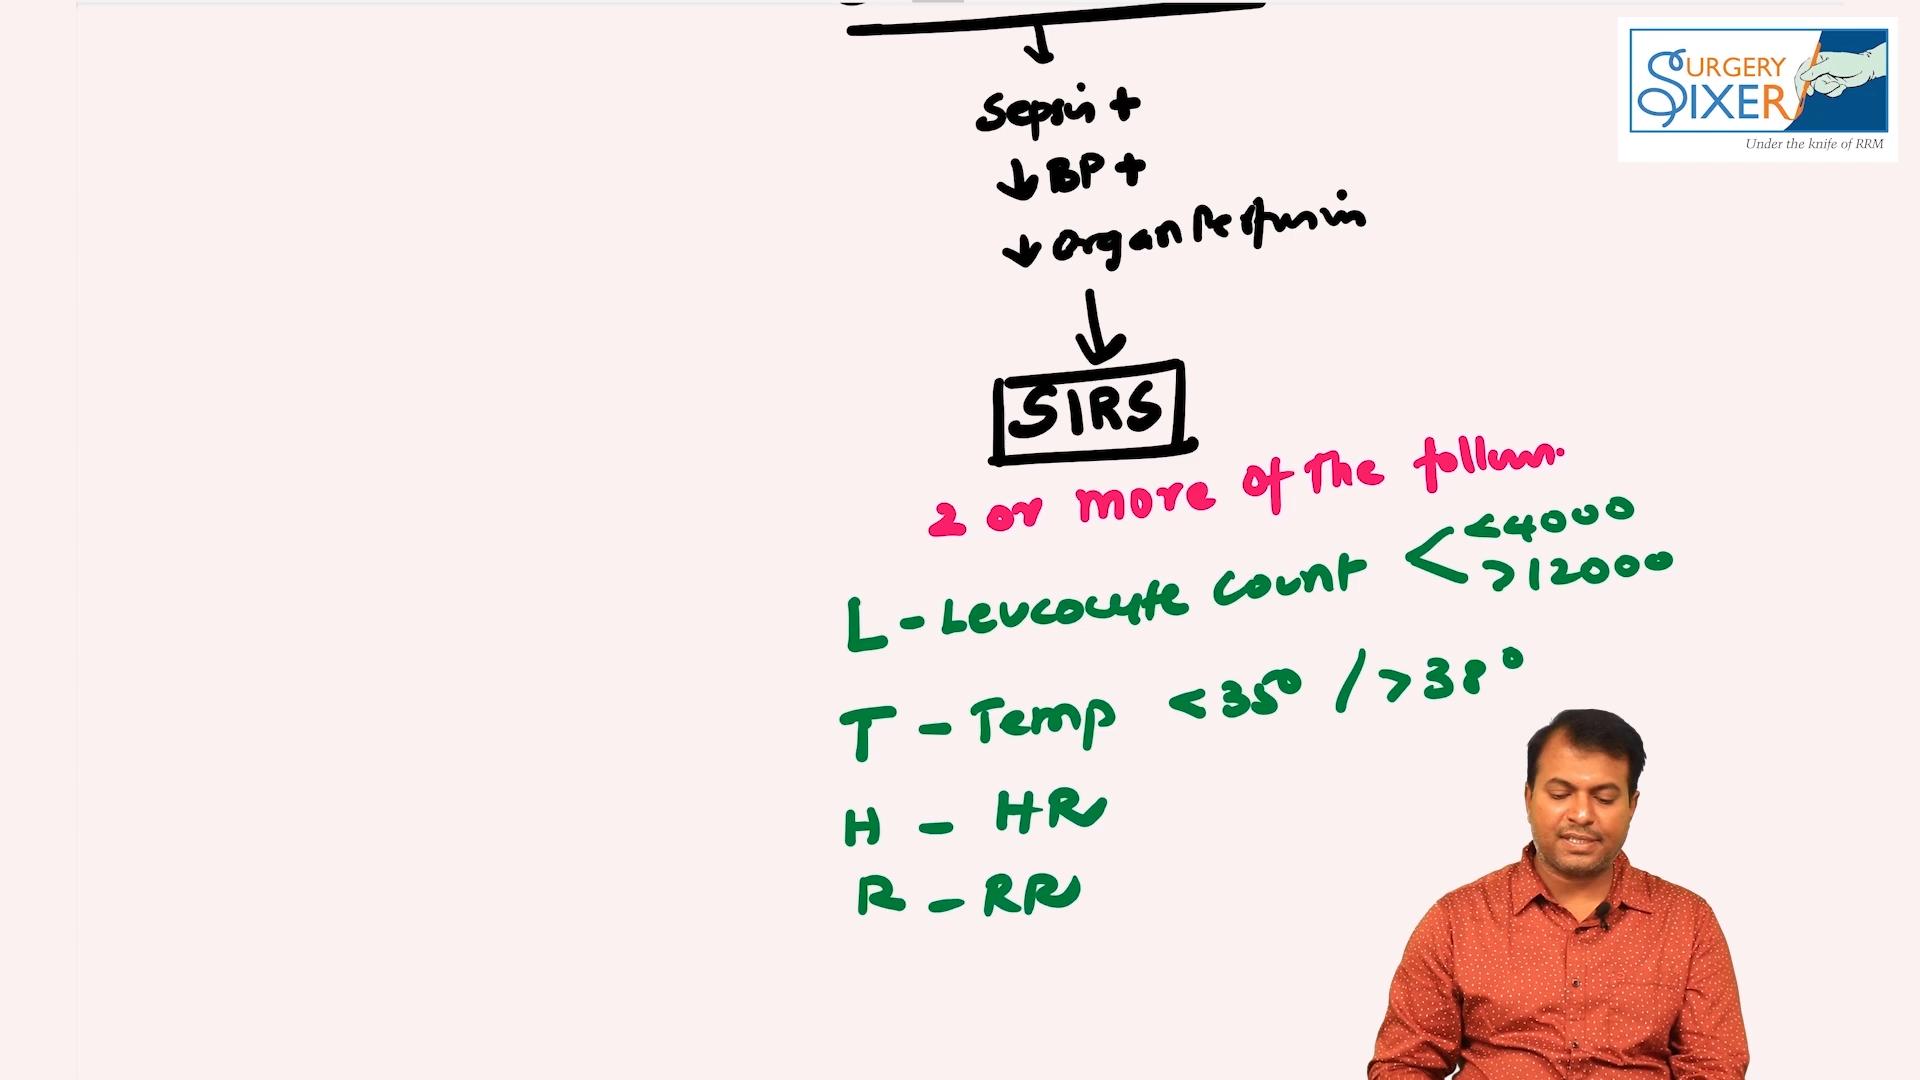 SURGERY
SIXER
Under the knife of RRM
Sepsis +
↓ BP +
↓ Organ Perfusion
SIRS
2 or more of The follow.
L - Leucocyte count < <4000
>12000
T - Temp <35° / >38°
H - HR
R - RR